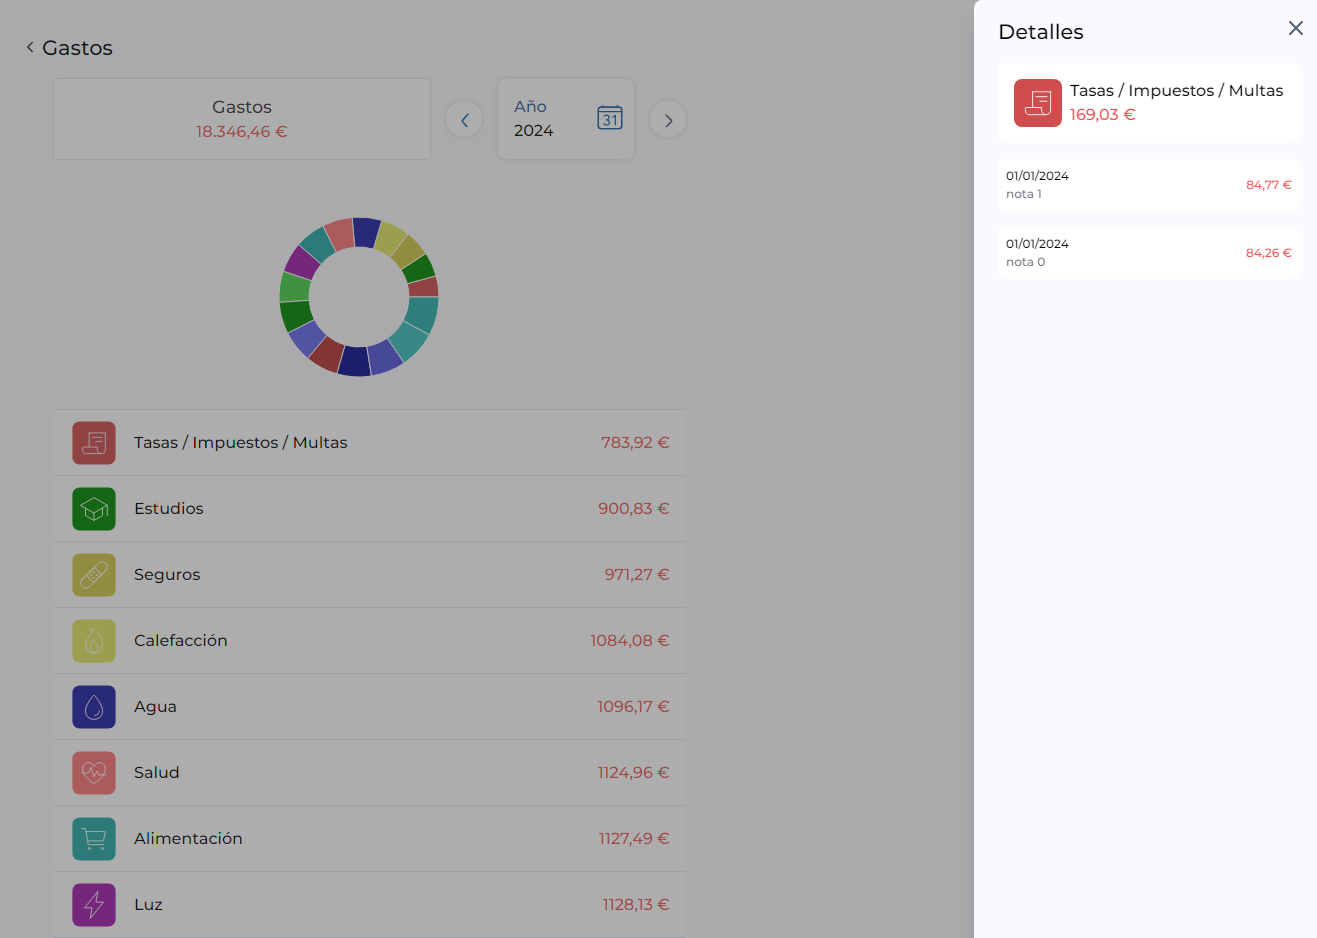 Gastos
Gastos
18.346,46 €
Año
2024
31
Tasas / Impuestos / Multas 783,92 €
Estudios 900,83 €
Seguros 971,27 €
Calefacción 1084,08 €
Agua 1096,17 €
Salud 1124,96 €
Alimentación 1127,49 €
Luz 1128,13 €
Detalles
Tasas / Impuestos / Multas
169,03 €
01/01/2024
nota 1
84,77 €
01/01/2024
nota 0
84,26 €